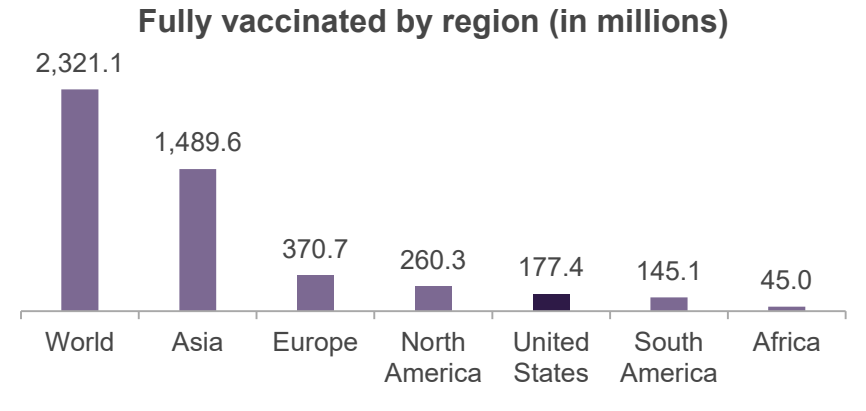 Fully vaccinated by region (in millions)
2,321.1
1,489.6
370.7
260.3
177.4
145.1
45.0
World
Asia
Europe
North
America
United
States
South
America
Africa